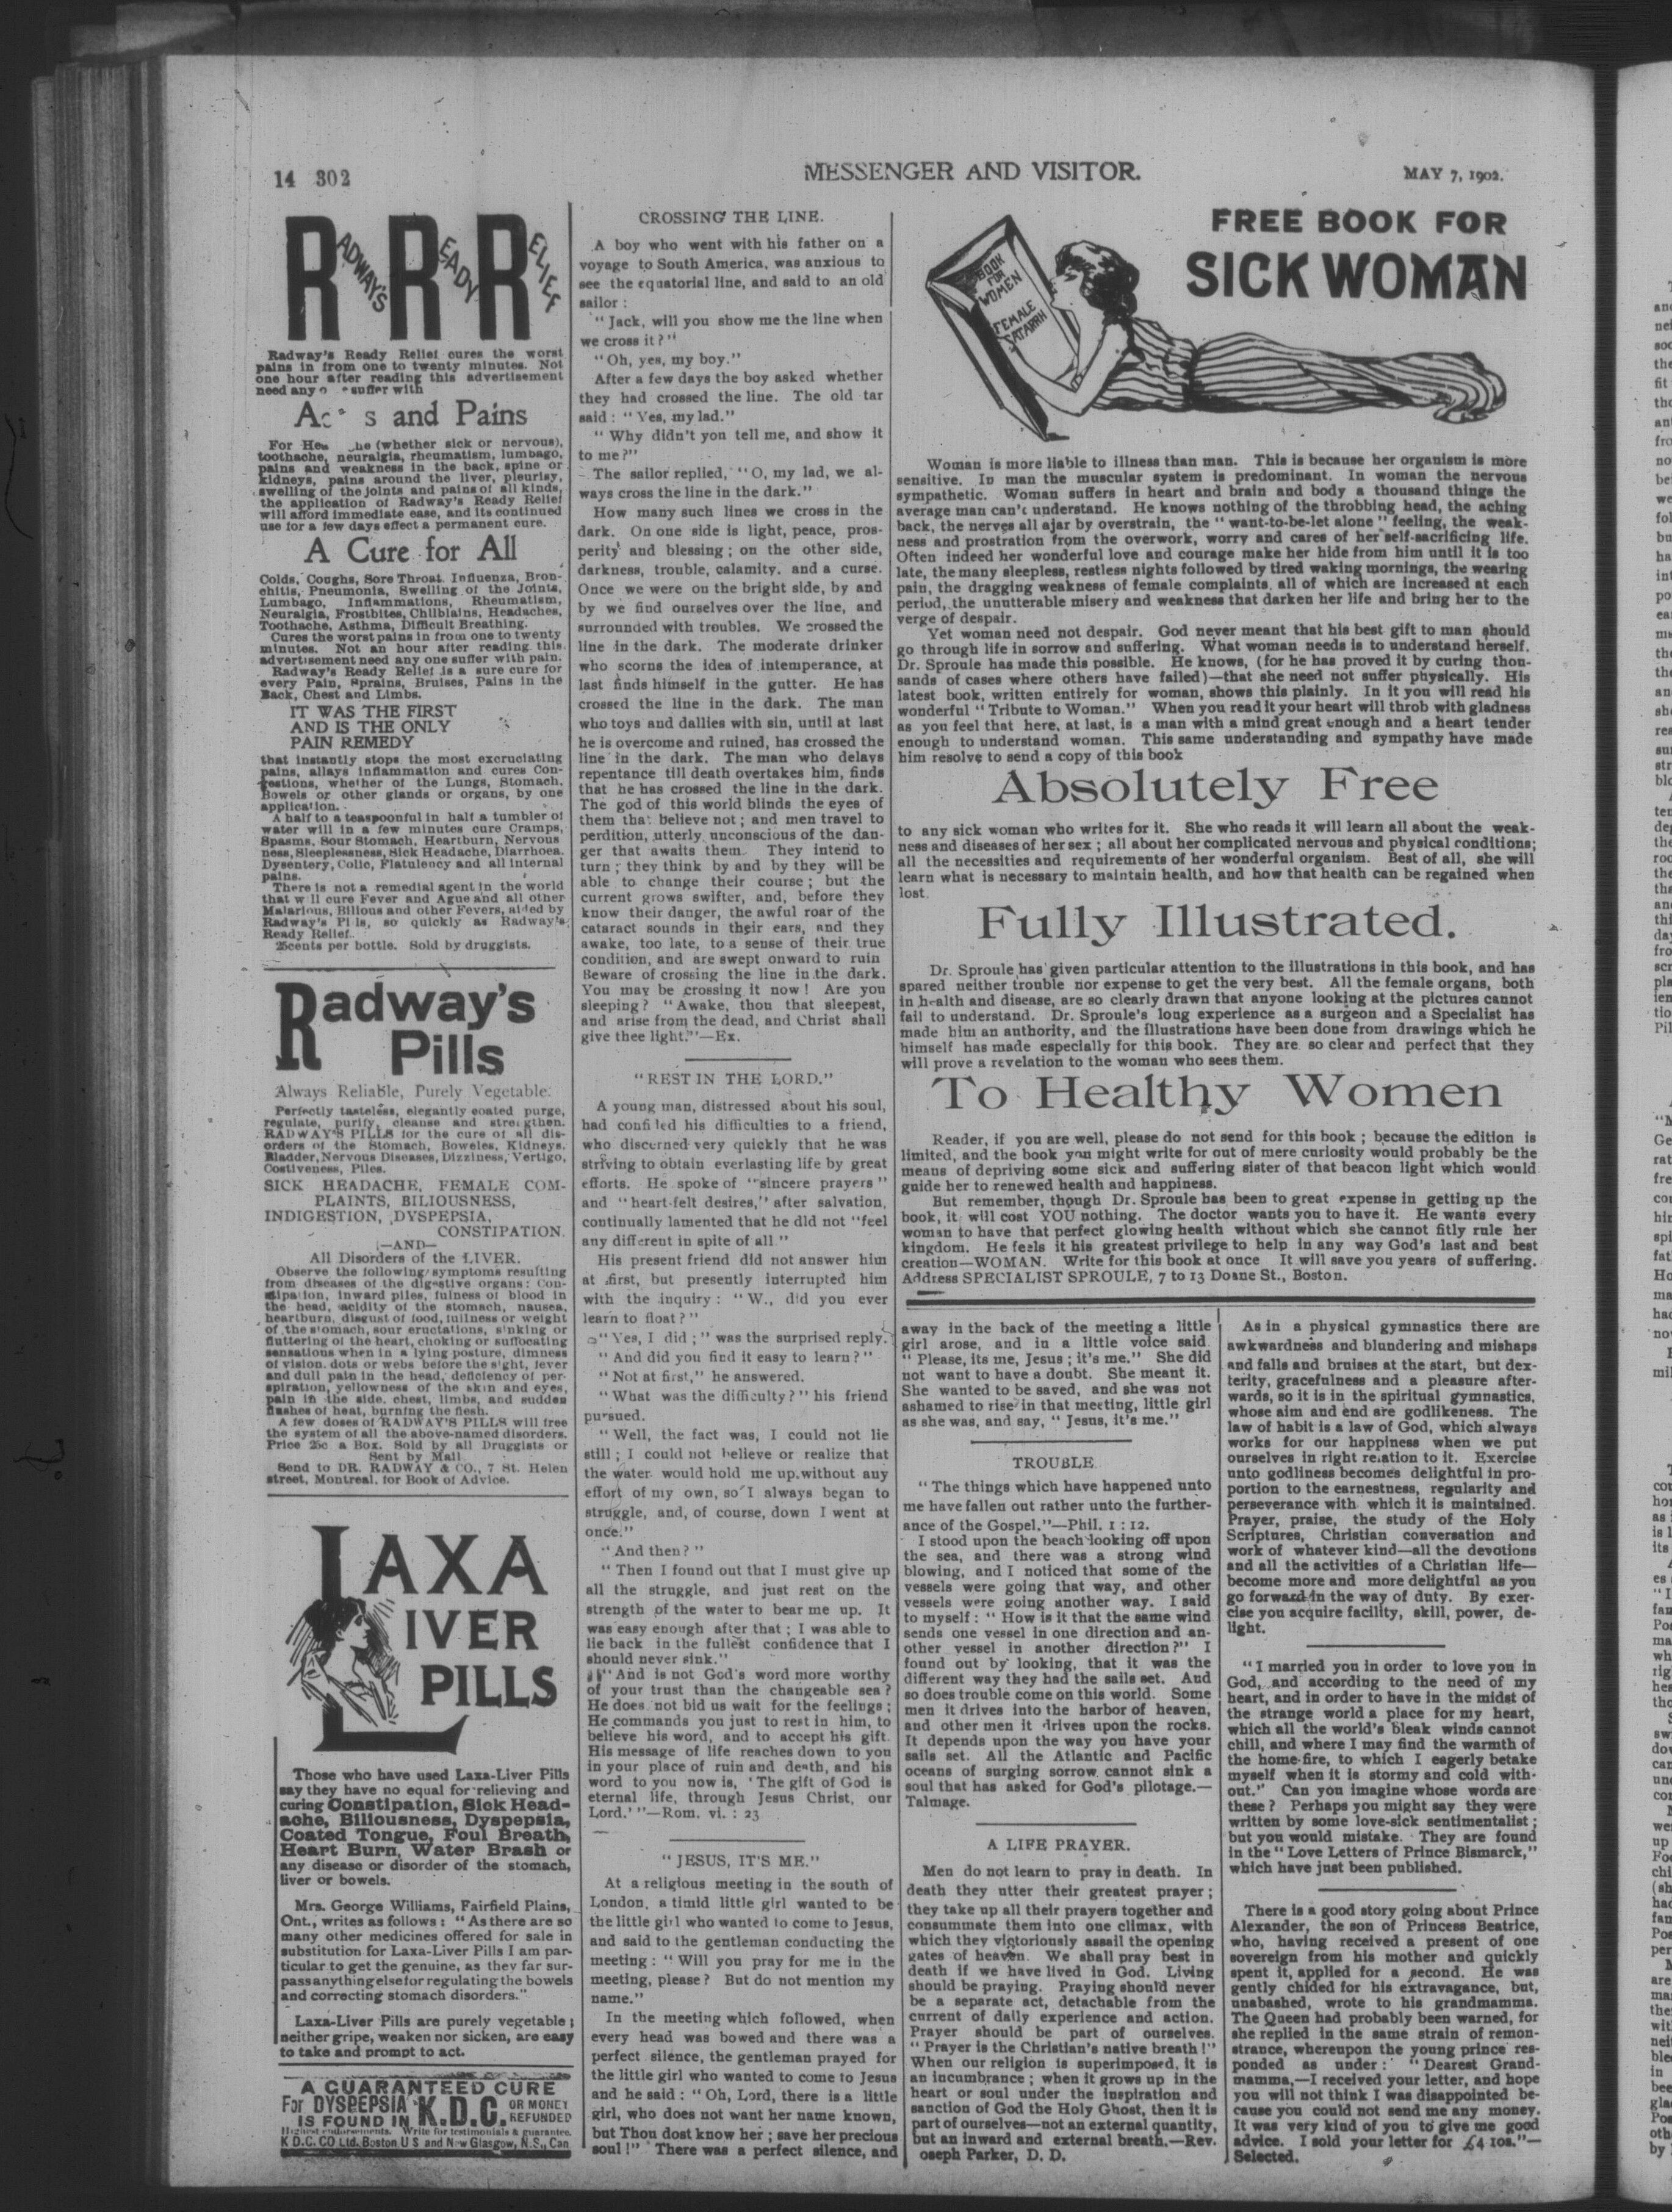 14 302
MESSENGER AND VISITOR.
MAY 7, 1902.
RADWAY'S READY RELIEF
Radway's Ready Relief cures the worst
pains in from one to twenty minutes. Not
one hour after reading this advertisement
need any suffer with
s and Pains
For (whether sick or nervous),
toothache, neuralgia, rheumatism, lumbago,
pains and weakness in the back, spine or
kidneys, pains around the liver, pleurisy,
swelling of the joints and pains of all kinds,
the application of Radway's Ready Relief
will afford immediate ease, and its continued
use for a few days effect a permanent cure.
A Cure for All
Colds, Coughs, Sore Throat, Influenza, Bron-
chitis, Pneumonia, Swelling of the Joints,
Lumbago, Inflammations, Rheumatism,
Neuralgia, Frostbites, Chilblains, Headaches,
Toothache, Asthma, Difficult Breathing.
Cures the worst pains in from one to twenty
minutes. Not an hour after reading this
advertisement need any one suffer with pain.
Radway's Ready Relief is a sure cure for
every Pain, Sprains, Bruises, Pains in the
Back, Chest and Limbs.
IT WAS THE FIRST
AND IS THE ONLY
PAIN REMEDY
that instantly stops the most excruciating
pains, allays inflammation and cures Con-
gestions, whether of the Lungs, Stomach,
Bowels or other glands or organs, by one
application.
A half to a teaspoonful in half a tumbler of
water will in a few minutes cure Cramps,
Spasms, Sour Stomach, Heartburn, Nervous
ness, Sleeplessness, Sick Headache, Diarrhoea,
Dysentery, Colic, Flatulency and all internal
pains.
There is not a remedial agent in the world
that w ll cure Fever and Ague and all other
Malarious, Bilious and other Fevers, aided by
Radway's Pills, so quickly as Radway's
Ready Relief.
25cents per bottle. Sold by druggists.
Radway's
Pills
Always Reliable, Purely Vegetable.
Perfectly tasteless, elegantly coated purge,
regulate, purify, cleanse and strengthen.
RADWAY'S PILLS for the cure of all dis-
orders of the Stomach, Boweles, Kidneys,
Bladder, Nervous Diseases, Dizziness, Vertigo,
Costiveness, Piles.
SICK HEADACHE, FEMALE COM-
PLAINTS, BILIOUSNESS,
INDIGESTION, DYSPEPSIA,
CONSTIPATION.
—AND—
All Disorders of the LIVER.
Observe the following symptoms resulting
from diseases of the digestive organs: Con-
stipation, inward piles, fulness of blood in
the head, acidity of the stomach, nausea,
heartburn, disgust of food, fullness or weight
of the stomach, sour eructations, sinking or
fluttering of the heart, choking or suffocating
sensations when in a lying posture, dimness
of vision, dots or webs before the sight, fever
and dull pain in the head, deficiency of per-
spiration, yellowness of the skin and eyes,
pain in the side, chest, limbs, and sudden
flushes of heat, burning the flesh.
A few doses of RADWAY'S PILLS will free
the system of all the above-named disorders.
Price 25c a Box. Sold by all Druggists or
Sent by Mail.
Send to DR. RADWAY & CO., 7 St. Helen
street, Montreal, for Book of Advice.
LAXA
LIVER
PILLS
Those who have used Laxa-Liver Pills
say they have no equal for relieving and
curing Constipation, Sick Head-
ache, Biliousness, Dyspepsia,
Coated Tongue, Foul Breath,
Heart Burn, Water Brash or
any disease or disorder of the stomach,
liver or bowels.
Mrs. George Williams, Fairfield Plains,
Ont., writes as follows: "As there are so
many other medicines offered for sale in
substitution for Laxa-Liver Pills I am par-
ticular to get the genuine, as they far sur-
pass anything else for regulating the bowels
and correcting stomach disorders."
Laxa-Liver Pills are purely vegetable;
neither gripe, weaken nor sicken, are easy
to take and prompt to act.
A GUARANTEED CURE
For DYSPEPSIA K.D.C. OR MONEY
IS FOUND IN REFUNDED
Highest endorsements. Write for testimonials & guarantee.
K D.C. CO Ltd. Boston U S and New Glasgow, N.S., Can
CROSSING THE LINE.
A boy who went with his father on a
voyage to South America, was anxious to
see the equatorial line, and said to an old
sailor:
"Jack, will you show me the line when
we cross it?"
"Oh, yes, my boy."
After a few days the boy asked whether
they had crossed the line. The old tar
said: "Yes, my lad."
"Why didn't you tell me, and show it
to me?"
The sailor replied, "O, my lad, we al-
ways cross the line in the dark."
How many such lines we cross in the
dark. On one side is light, peace, pros-
perity and blessing; on the other side,
darkness, trouble, calamity, and a curse.
Once we were on the bright side, by and
by we find ourselves over the line, and
surrounded with troubles. We crossed the
line in the dark. The moderate drinker
who scorns the idea of intemperance, at
last finds himself in the gutter. He has
crossed the line in the dark. The man
who toys and dallies with sin, until at last
he is overcome and ruined, has crossed the
line in the dark. The man who delays
repentance till death overtakes him, finds
that he has crossed the line in the dark.
The god of this world blinds the eyes of
them that believe not; and men travel to
perdition, utterly unconscious of the dan-
ger that awaits them. They intend to
turn; they think by and by they will be
able to change their course; but the
current grows swifter, and, before they
know their danger, the awful roar of the
cataract sounds in their ears, and they
awake, too late, to a sense of their true
condition, and are swept onward to ruin
Beware of crossing the line in the dark.
You may be crossing it now! Are you
sleeping? "Awake, thou that sleepest,
and arise from the dead, and Christ shall
give thee light."—Ex.
"REST IN THE LORD."
A young man, distressed about his soul,
had confided his difficulties to a friend,
who discerned very quickly that he was
striving to obtain everlasting life by great
efforts. He spoke of "sincere prayers"
and "heart-felt desires," after salvation,
continually lamented that he did not "feel
any different in spite of all."
His present friend did not answer him
at first, but presently interrupted him
with the inquiry: "W., did you ever
learn to float?"
"Yes, I did;" was the surprised reply.
"And did you find it easy to learn?"
"Not at first," he answered.
"What was the difficulty?" his friend
pursued.
"Well, the fact was, I could not lie
still; I could not believe or realize that
the water would hold me up without any
effort of my own, so I always began to
struggle, and, of course, down I went at
once."
"And then?"
"Then I found out that I must give up
all the struggle, and just rest on the
strength of the water to bear me up. It
was easy enough after that; I was able to
lie back in the fullest confidence that I
should never sink."
"And is not God's word more worthy
of your trust than the changeable sea?
He does not bid us wait for the feelings;
He commands you just to rest in him, to
believe his word, and to accept his gift.
His message of life reaches down to you
in your place of ruin and death, and his
word to you now is, 'The gift of God is
eternal life, through Jesus Christ, our
Lord.'"—Rom. vi. : 23
"JESUS, IT'S ME."
At a religious meeting in the south of
London, a timid little girl wanted to be
the little girl who wanted to come to Jesus,
and said to the gentleman conducting the
meeting: "Will you pray for me in the
meeting, please? But do not mention my
name."
In the meeting which followed, when
every head was bowed and there was a
perfect silence, the gentleman prayed for
the little girl who wanted to come to Jesus
and he said: "Oh, Lord, there is a little
girl, who does not want her name known,
but Thou dost know her; save her precious
soul!" There was a perfect silence, and
BOOK
FOR
WOMEN
FEMALE
CATARRH
FREE BOOK FOR
SICK WOMAN
Woman is more liable to illness than man. This is because her organism is more
sensitive. In man the muscular system is predominant. In woman the nervous
sympathetic. Woman suffers in heart and brain and body a thousand things the
average man can't understand. He knows nothing of the throbbing head, the aching
back, the nerves all ajar by overstrain, the "want-to-be-let alone" feeling, the weak-
ness and prostration from the overwork, worry and cares of her self-sacrificing life.
Often indeed her wonderful love and courage make her hide from him until it is too
late, the many sleepless, restless nights followed by tired waking mornings, the wearing
pain, the dragging weakness of female complaints, all of which are increased at each
period, the unutterable misery and weakness that darken her life and bring her to the
verge of despair.
Yet woman need not despair. God never meant that his best gift to man should
go through life in sorrow and suffering. What woman needs is to understand herself.
Dr. Sproule has made this possible. He knows, (for he has proved it by curing thou-
sands of cases where others have failed)—that she need not suffer physically. His
latest book, written entirely for woman, shows this plainly. In it you will read his
wonderful "Tribute to Woman." When you read it your heart will throb with gladness
as you feel that here, at last, is a man with a mind great enough and a heart tender
enough to understand woman. This same understanding and sympathy have made
him resolve to send a copy of this book
Absolutely Free
to any sick woman who writes for it. She who reads it will learn all about the weak-
ness and diseases of her sex; all about her complicated nervous and physical conditions;
all the necessities and requirements of her wonderful organism. Best of all, she will
learn what is necessary to maintain health, and how that health can be regained when
lost.
Fully Illustrated.
Dr. Sproule has given particular attention to the illustrations in this book, and has
spared neither trouble nor expense to get the very best. All the female organs, both
in health and disease, are so clearly drawn that anyone looking at the pictures cannot
fail to understand. Dr. Sproule's long experience as a surgeon and a Specialist has
made him an authority, and the illustrations have been done from drawings which he
himself has made especially for this book. They are so clear and perfect that they
will prove a revelation to the woman who sees them.
To Healthy Women
Reader, if you are well, please do not send for this book; because the edition is
limited, and the book you might write for out of mere curiosity would probably be the
means of depriving some sick and suffering sister of that beacon light which would
guide her to renewed health and happiness.
But remember, though Dr. Sproule has been to great expense in getting up the
book, it will cost YOU nothing. The doctor wants you to have it. He wants every
woman to have that perfect glowing health without which she cannot fitly rule her
kingdom. He feels it his greatest privilege to help in any way God's last and best
creation—WOMAN. Write for this book at once It will save you years of suffering.
Address SPECIALIST SPROULE, 7 to 13 Doane St., Boston.
away in the back of the meeting a little
girl arose, and in a little voice said
"Please, its me, Jesus; it's me." She did
not want to have a doubt. She meant it.
She wanted to be saved, and she was not
ashamed to rise in that meeting, little girl
as she was, and say, "Jesus, it's me."
TROUBLE
"The things which have happened unto
me have fallen out rather unto the further-
ance of the Gospel."—Phil. 1 : 12.
I stood upon the beach looking off upon
the sea, and there was a strong wind
blowing, and I noticed that some of the
vessels were going that way, and other
vessels were going another way. I said
to myself: "How is it that the same wind
sends one vessel in one direction and an-
other vessel in another direction?" I
found out by looking, that it was the
different way they had the sails set. And
so does trouble come on this world. Some
men it drives into the harbor of heaven,
and other men it drives upon the rocks.
It depends upon the way you have your
sails set. All the Atlantic and Pacific
oceans of surging sorrow cannot sink a
soul that has asked for God's pilotage.—
Talmage.
A LIFE PRAYER.
Men do not learn to pray in death. In
death they utter their greatest prayer;
they take up all their prayers together and
consummate them into one climax, with
which they victoriously assail the opening
gates of heaven. We shall pray best in
death if we have lived in God. Living
should be praying. Praying should never
be a separate act, detachable from the
current of daily experience and action.
Prayer should be part of ourselves.
"Prayer is the Christian's native breath!"
When our religion is superimposed, it is
an incumbrance; when it grows up in the
heart or soul under the inspiration and
sanction of God the Holy Ghost, then it is
part of ourselves—not an external quantity,
but an inward and external breath.—Rev.
oseph Parker, D. D.
As in a physical gymnastics there are
awkwardness and blundering and mishaps
and falls and bruises at the start, but dex-
terity, gracefulness and a pleasure after-
wards, so it is in the spiritual gymnastics,
whose aim and end are godlikeness. The
law of habit is a law of God, which always
works for our happiness when we put
ourselves in right relation to it. Exercise
unto godliness becomes delightful in pro-
portion to the earnestness, regularity and
perseverance with which it is maintained.
Prayer, praise, the study of the Holy
Scriptures, Christian conversation and
work of whatever kind—all the devotions
and all the activities of a Christian life—
become more and more delightful as you
go forward in the way of duty. By exer-
cise you acquire facility, skill, power, de-
light.
"I married you in order to love you in
God, and according to the need of my
heart, and in order to have in the midst of
the strange world a place for my heart,
which all the world's bleak winds cannot
chill, and where I may find the warmth of
the home-fire, to which I eagerly betake
myself when it is stormy and cold with-
out." Can you imagine whose words are
these? Perhaps you might say they were
written by some love-sick sentimentalist;
but you would mistake. They are found
in the "Love Letters of Prince Bismarck,"
which have just been published.
There is a good story going about Prince
Alexander, the son of Princess Beatrice,
who, having received a present of one
sovereign from his mother and quickly
spent it, applied for a second. He was
gently chided for his extravagance, but,
unabashed, wrote to his grandmamma.
The Queen had probably been warned, for
she replied in the same strain of remon-
strance, whereupon the young prince res-
ponded as under: "Dearest Grand-
mamma,—I received your letter, and hope
you will not think I was disappointed be-
cause you could not send me any money.
It was very kind of you to give me good
advice. I sold your letter for £4 10s."—
Selected.